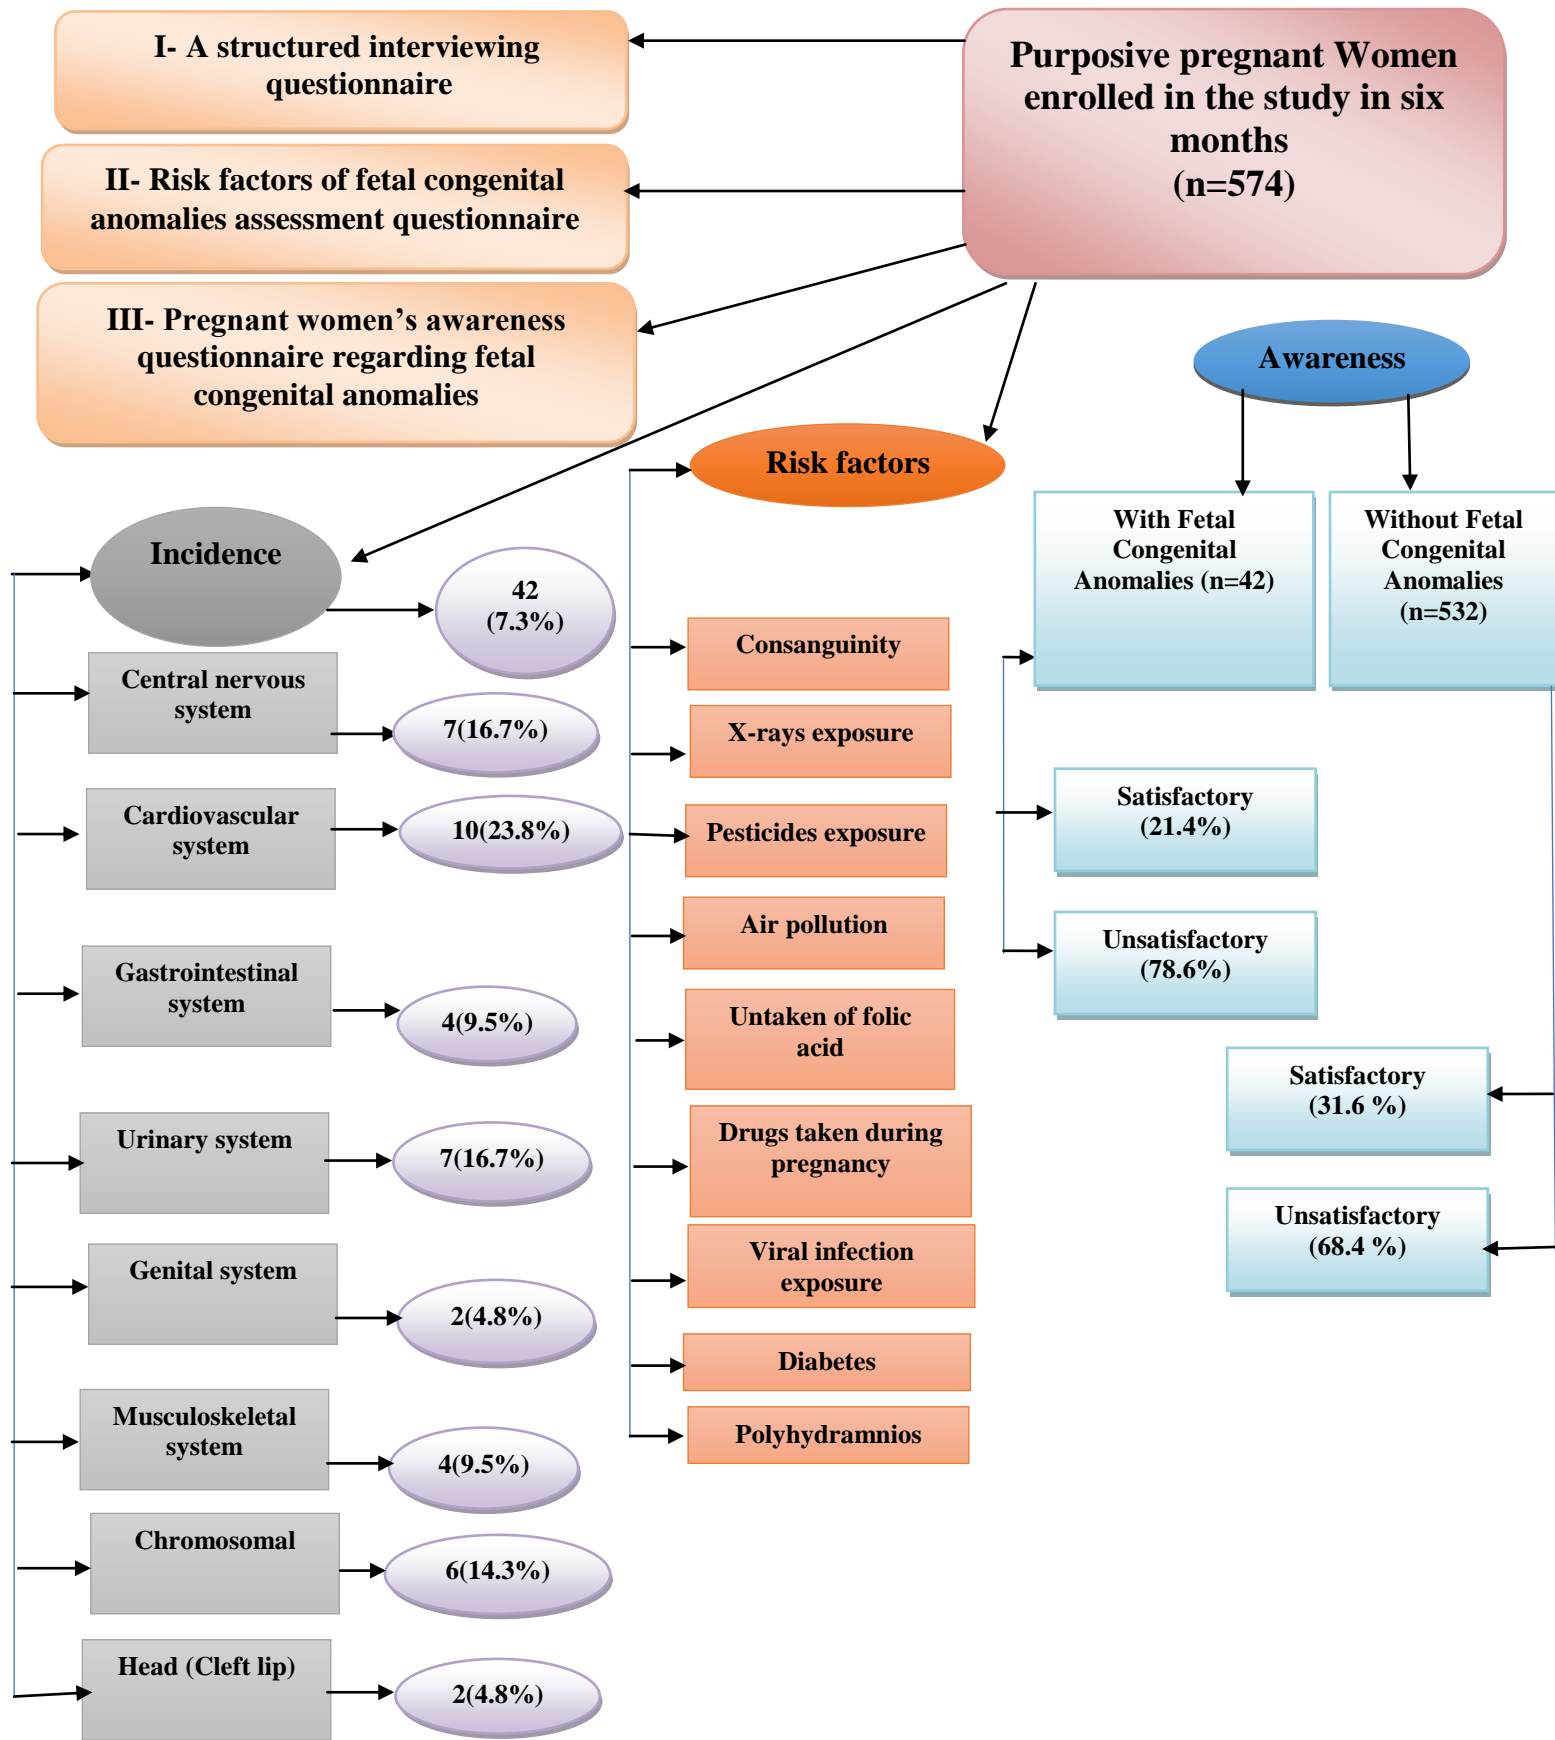 I- A structured interviewing
questionnaire
Purposive pregnant Women
enrolled in the study in six
months
(n=574)
II- Risk factors of fetal congenital
anomalies assessment questionnaire
III- Pregnant women’s awareness
questionnaire regarding fetal
congenital anomalies
Incidence
42
(7.3%)
Central nervous
system
7(16.7%)
Cardiovascular
system
10(23.8%)
Gastrointestinal
system
4(9.5%)
Urinary system
7(16.7%)
Genital system
2(4.8%)
Musculoskeletal
system
4(9.5%)
Chromosomal
6(14.3%)
Head (Cleft lip)
2(4.8%)
Risk factors
Consanguinity
X-rays exposure
Pesticides exposure
Air pollution
Untaken of folic
acid
Drugs taken during
pregnancy
Viral infection
exposure
Diabetes
Polyhydramnios
Awareness
With Fetal
Congenital
Anomalies (n=42)
Satisfactory
(21.4%)
Unsatisfactory
(78.6%)
Without Fetal
Congenital
Anomalies
(n=532)
Satisfactory
(31.6 %)
Unsatisfactory
(68.4 %)